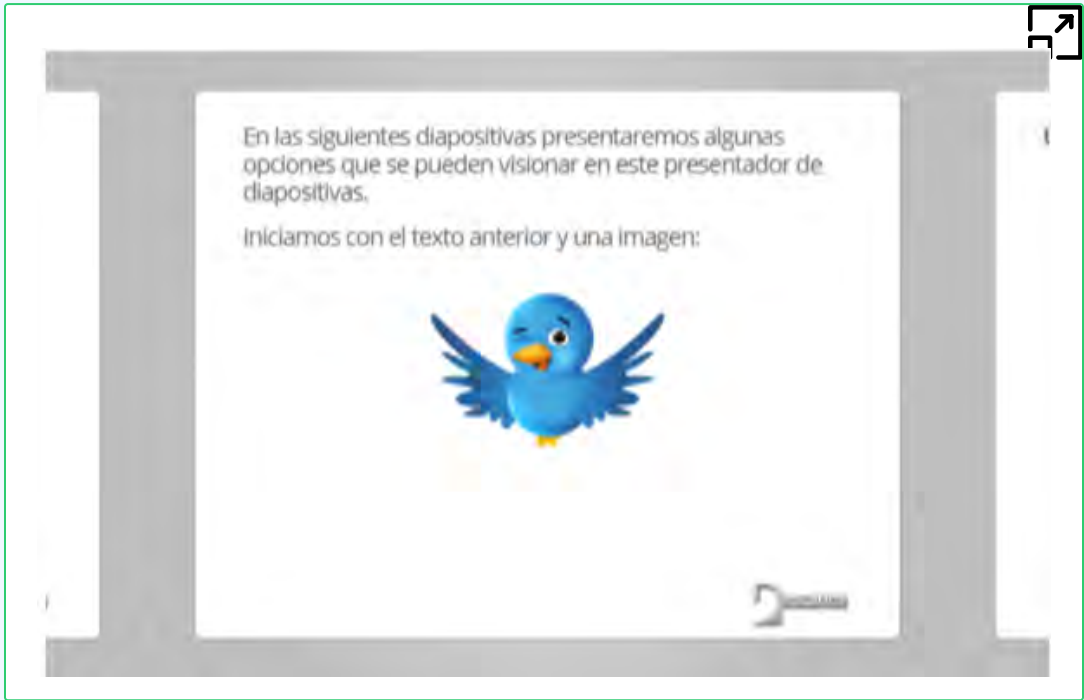 En las siguientes diapositivas presentaremos algunas
opciones que se pueden visionar en este presentador de
diapositivas.
Iniciamos con el texto anterior y una imagen: